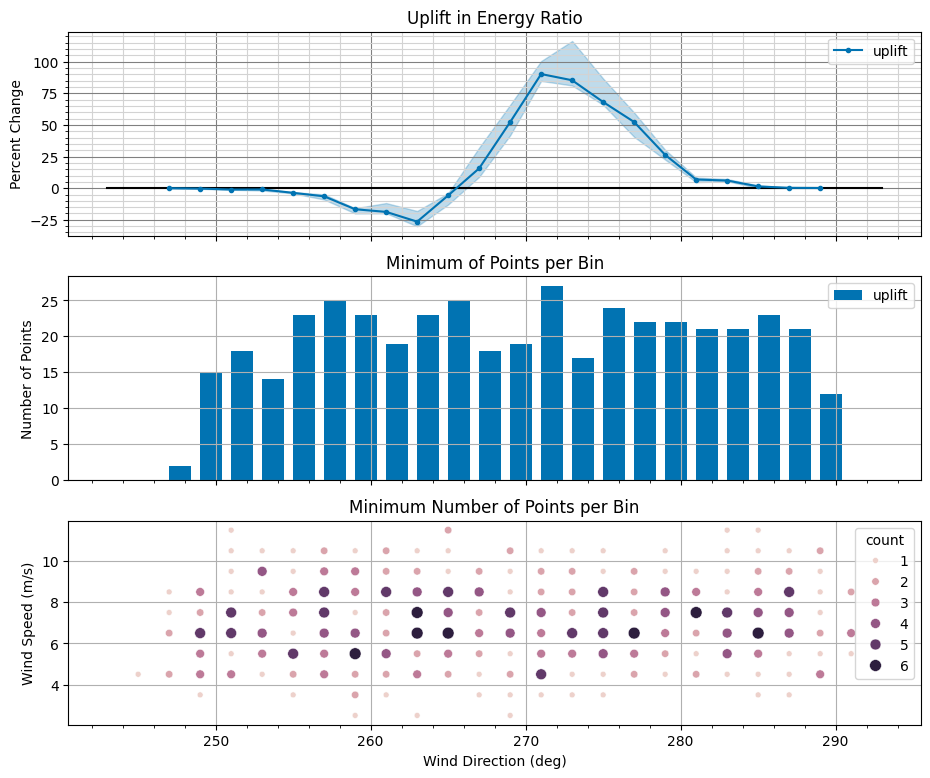 Uplift in Energy Ratio
Percent Change
100
75
50
25
0
−25
uplift
Minimum of Points per Bin
Number of Points
25
20
15
10
5
0
uplift
Minimum Number of Points per Bin
Wind Speed (m/s)
10
8
6
4
count
1
2
3
4
5
6
250 260 270 280 290
Wind Direction (deg)